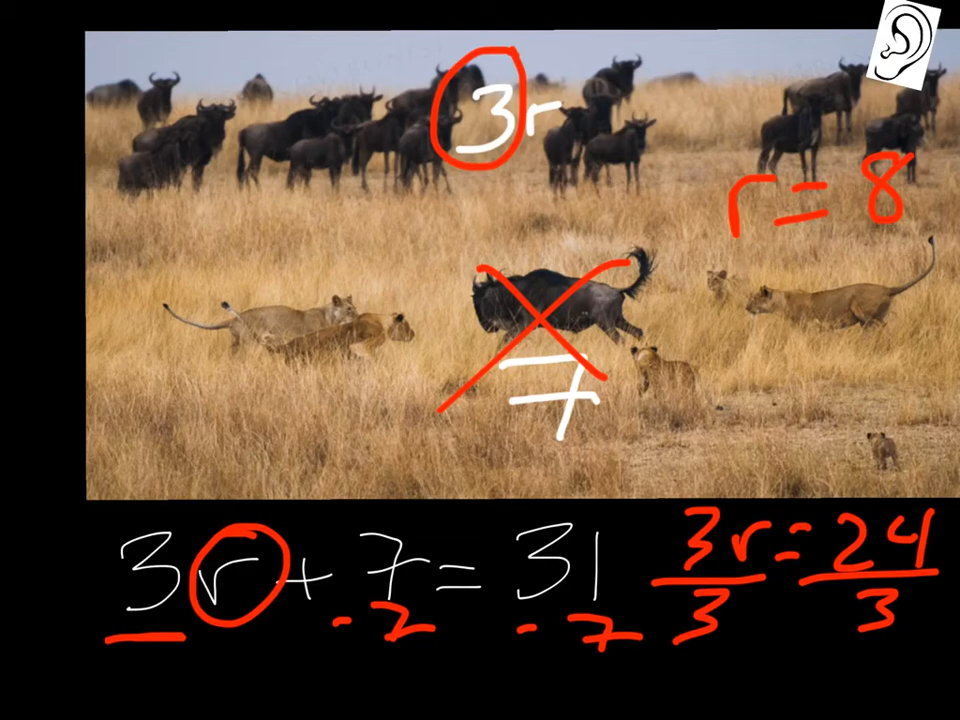 3r
r = 8
7
3r + 7 = 31
-7 -7
3r = 24
3 3